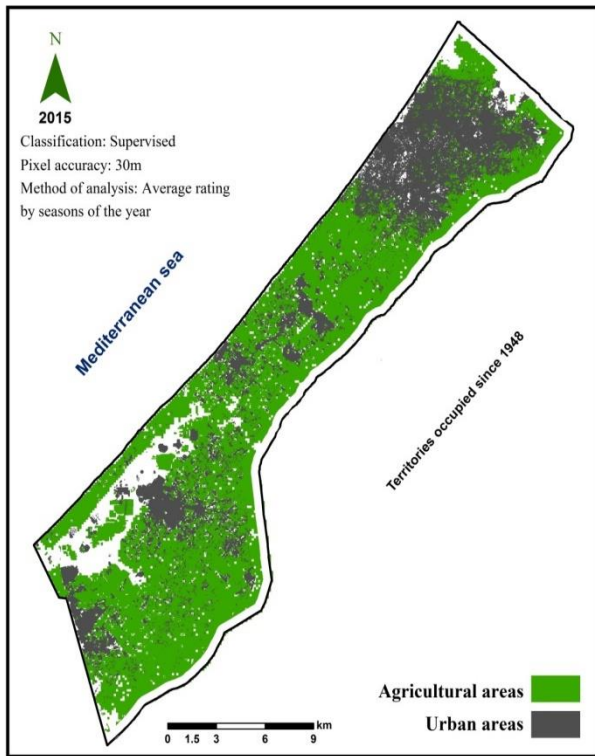 N
2015
Classification: Supervised
Pixel accuracy: 30m
Method of analysis: Average rating
by seasons of the year
Mediterranean sea
Territories occupied since 1948
Agricultural areas
Urban areas
km
0 1.5 3 6 9